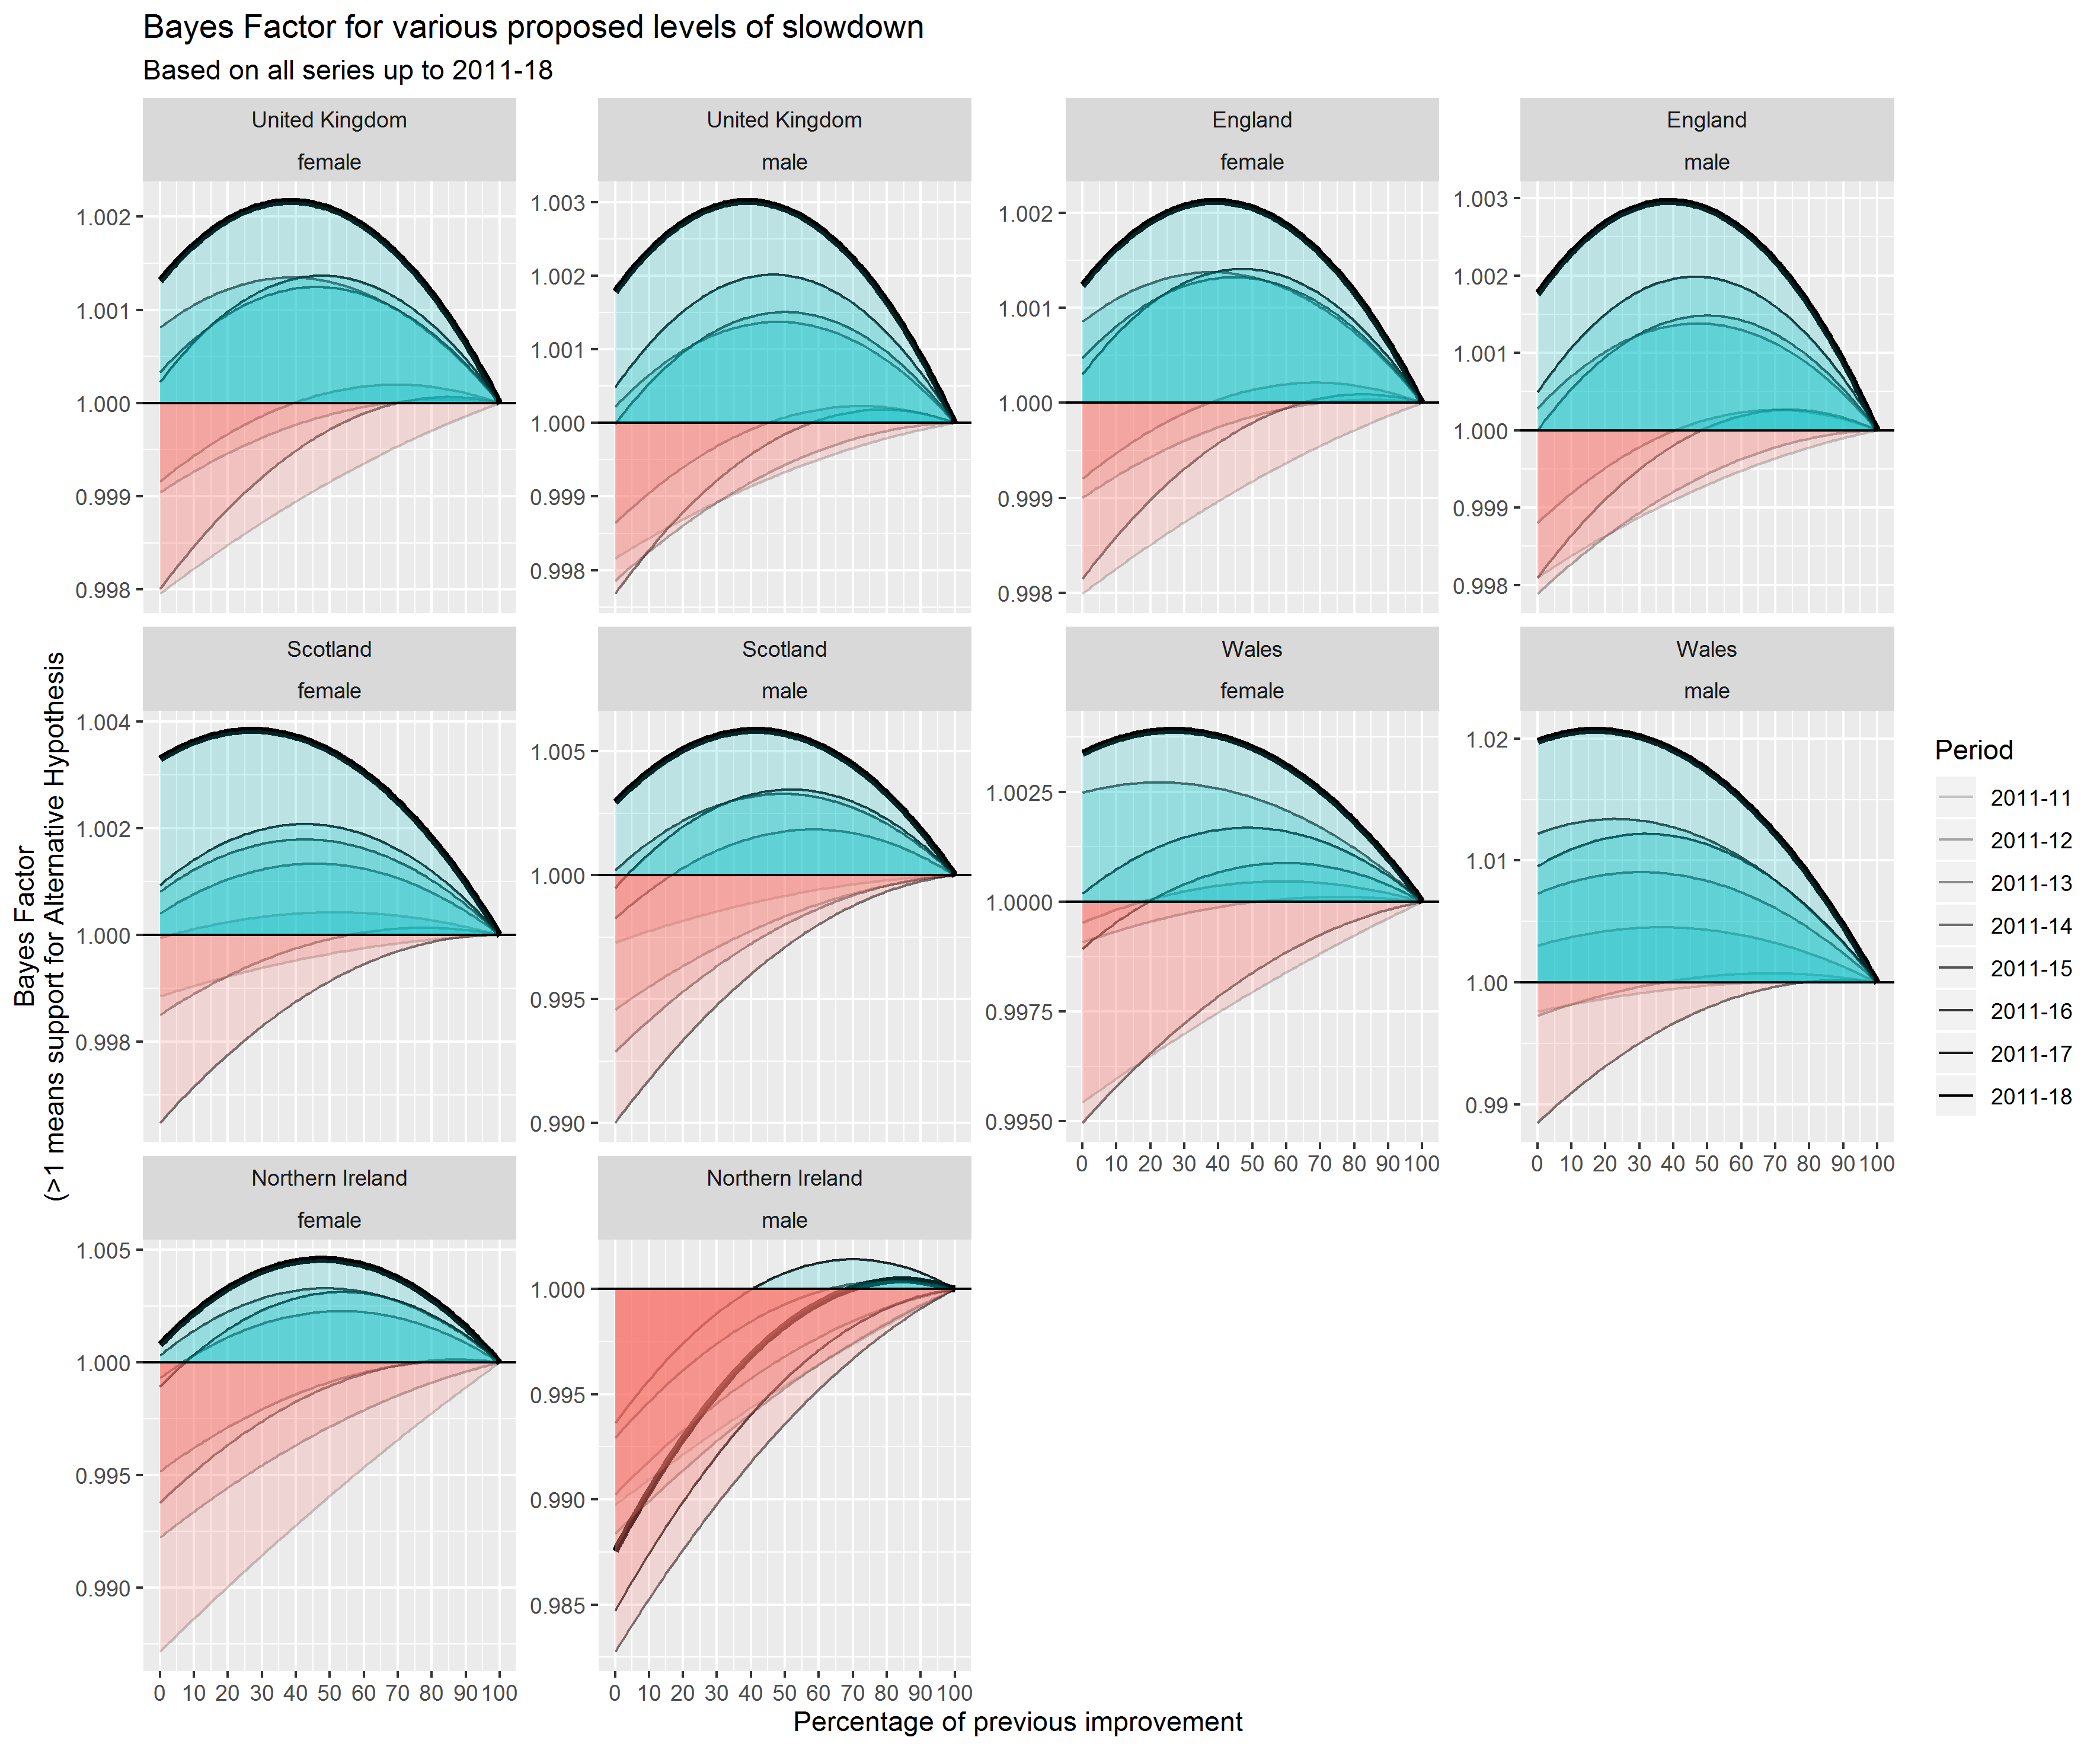 Bayes Factor for various proposed levels of slowdown
Based on all series up to 2011-18
United Kingdom
female
1.002
1.001
1.000
0.999
0.998
United Kingdom
male
1.003
1.002
1.001
1.000
0.999
0.998
England
female
1.002
1.001
1.000
0.999
0.998
England
male
1.003
1.002
1.001
1.000
0.999
0.998
Bayes Factor
(>1 means support for Alternative Hypothesis
Scotland
female
1.004
1.002
1.000
0.998
Scotland
male
1.005
1.000
0.995
0.990
Wales
female
1.0025
1.0000
0.9975
0.9950
0 10 20 30 40 50 60 70 80 90 100
Wales
male
1.02
1.01
1.00
0.99
0 10 20 30 40 50 60 70 80 90 100
Period
2011-11
2011-12
2011-13
2011-14
2011-15
2011-16
2011-17
2011-18
Northern Ireland
female
1.005
1.000
0.995
0.990
0 10 20 30 40 50 60 70 80 90 100
Northern Ireland
male
1.000
0.995
0.990
0.985
0 10 20 30 40 50 60 70 80 90 100
Percentage of previous improvement